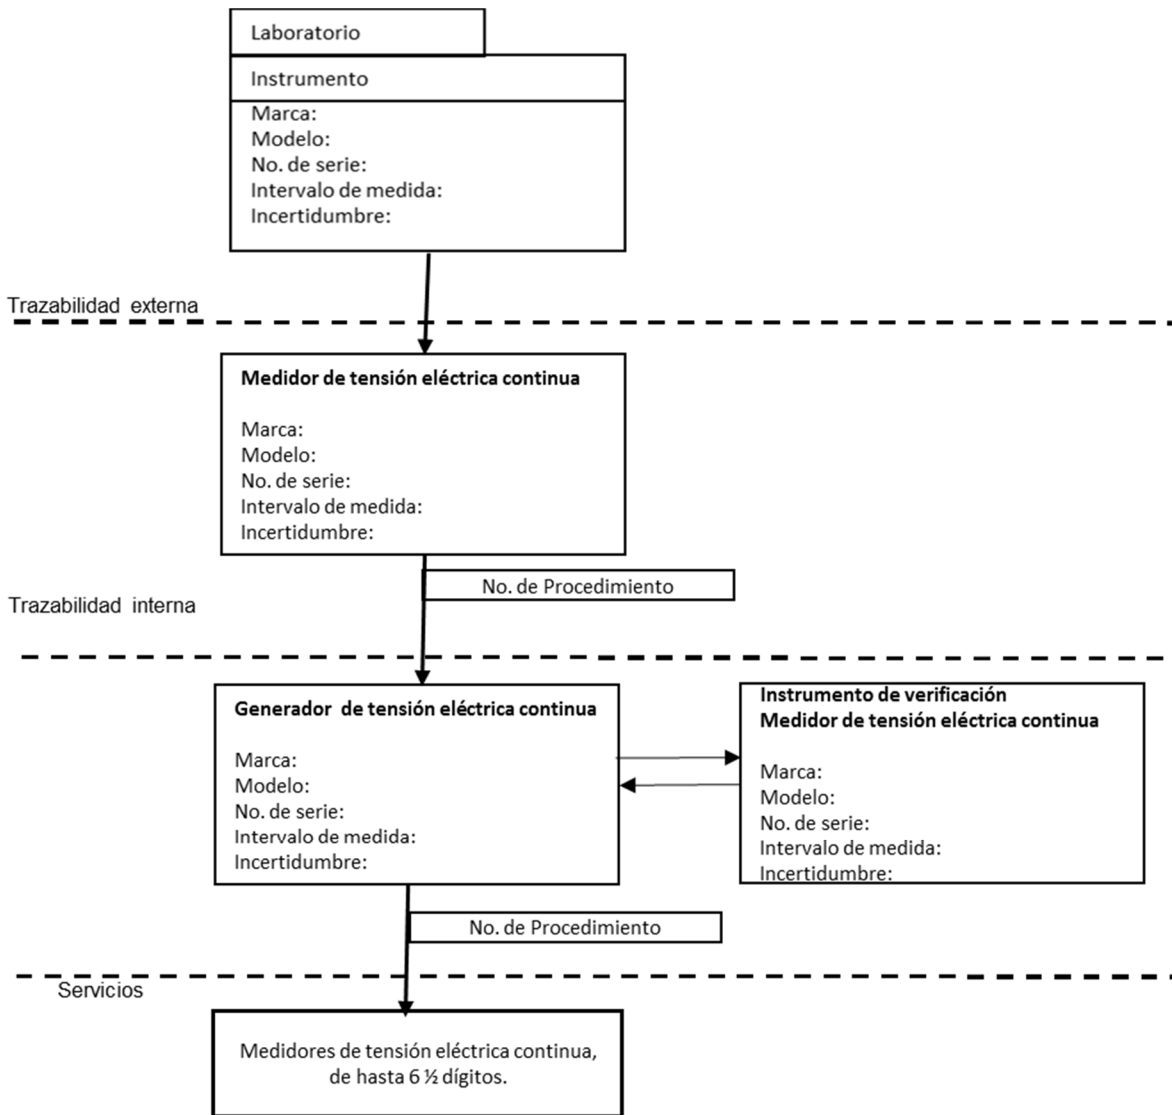 Laboratorio
Instrumento
Marca:
Modelo:
No. de serie:
Intervalo de medida:
Incertidumbre:
Trazabilidad externa
Medidor de tensión eléctrica continua
Marca:
Modelo:
No. de serie:
Intervalo de medida:
Incertidumbre:
No. de Procedimiento
Trazabilidad interna
Generador de tensión eléctrica continua
Marca:
Modelo:
No. de serie:
Intervalo de medida:
Incertidumbre:
Instrumento de verificación
Medidor de tensión eléctrica continua
Marca:
Modelo:
No. de serie:
Intervalo de medida:
Incertidumbre:
No. de Procedimiento
Servicios
Medidores de tensión eléctrica continua,
de hasta 6 ½ dígitos.